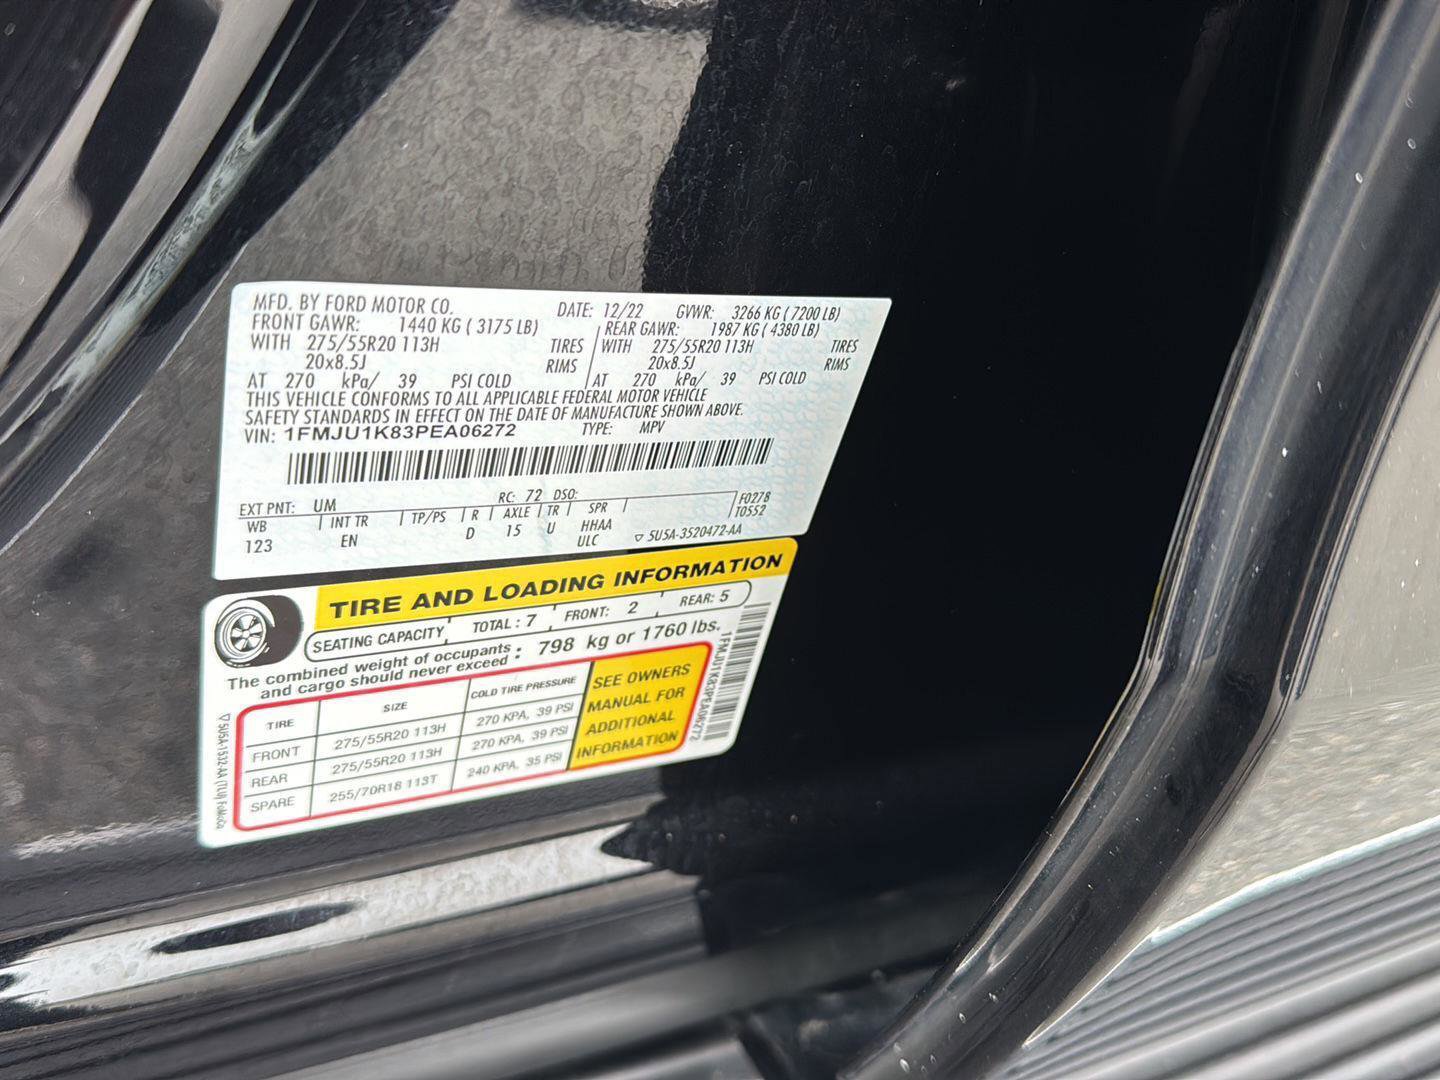 MFD. BY FORD MOTOR CO. DATE: 12/22 GVWR: 3266 KG ( 7200 LB)
FRONT GAWR: 1440 KG ( 3175 LB) REAR GAWR: 1987 KG ( 4380 LB)
WITH 275/55R20 113H TIRES WITH 275/55R20 113H TIRES
20x8.5J RIMS 20x8.5J RIMS
AT 270 kPa/ 39 PSI COLD AT 270 kPa/ 39 PSI COLD
THIS VEHICLE CONFORMS TO ALL APPLICABLE FEDERAL MOTOR VEHICLE
SAFETY STANDARDS IN EFFECT ON THE DATE OF MANUFACTURE SHOWN ABOVE.
VIN: 1FMJU1K83PEA06272 TYPE: MPV
EXT PNT: UM RC: 72 DSO: F0278
WB INT TR TP/PS R AXLE TR SPR T0552
123 EN D 15 U HHAA
ULC ▽ 5U5A-3520472-AA
TIRE AND LOADING INFORMATION
SEATING CAPACITY TOTAL : 7 FRONT: 2 REAR: 5
The combined weight of occupants : 798 kg or 1760 lbs.
and cargo should never exceed
TIRE SIZE COLD TIRE PRESSURE
FRONT 275/55R20 113H 270 KPA, 39 PSI
REAR 275/55R20 113H 270 KPA, 39 PSI
SPARE 255/70R18 113T 240 KPA, 35 PSI
SEE OWNERS
MANUAL FOR
ADDITIONAL
INFORMATION
1FMJU1K83PEA06272
▽5U5A-1532-AA (TLU) FoMoCo